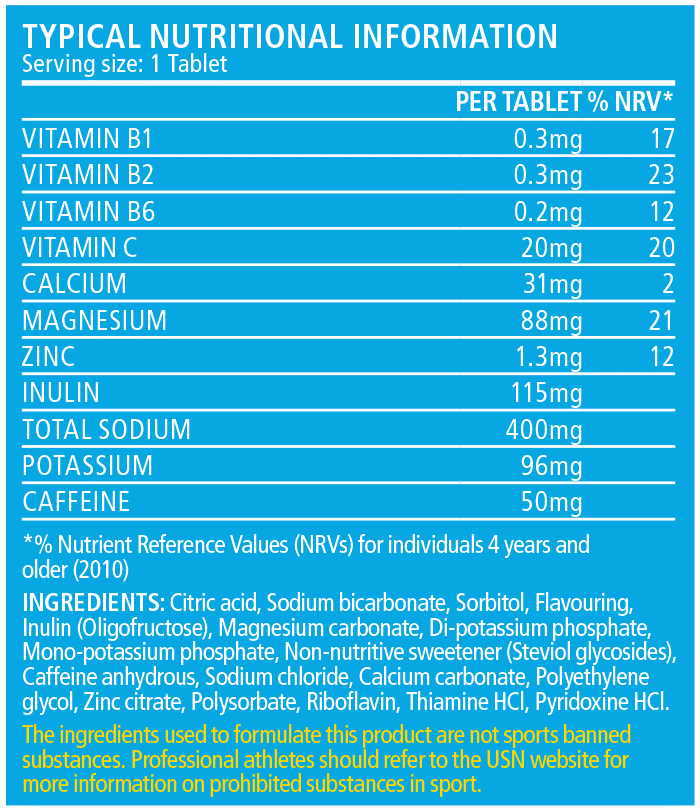 TYPICAL NUTRITIONAL INFORMATION
Serving size: 1 Tablet
PER TABLET % NRV*
VITAMIN B1 0.3mg 17
VITAMIN B2 0.3mg 23
VITAMIN B6 0.2mg 12
VITAMIN C 20mg 20
CALCIUM 31mg 2
MAGNESIUM 88mg 21
ZINC 1.3mg 12
INULIN 115mg
TOTAL SODIUM 400mg
POTASSIUM 96mg
CAFFEINE 50mg
*% Nutrient Reference Values (NRVs) for individuals 4 years and
older (2010)
INGREDIENTS: Citric acid, Sodium bicarbonate, Sorbitol, Flavouring,
Inulin (Oligofructose), Magnesium carbonate, Di-potassium phosphate,
Mono-potassium phosphate, Non-nutritive sweetener (Steviol glycosides),
Caffeine anhydrous, Sodium chloride, Calcium carbonate, Polyethylene
glycol, Zinc citrate, Polysorbate, Riboflavin, Thiamine HCl, Pyridoxine HCl.
The ingredients used to formulate this product are not sports banned
substances. Professional athletes should refer to the USN website for
more information on prohibited substances in sport.